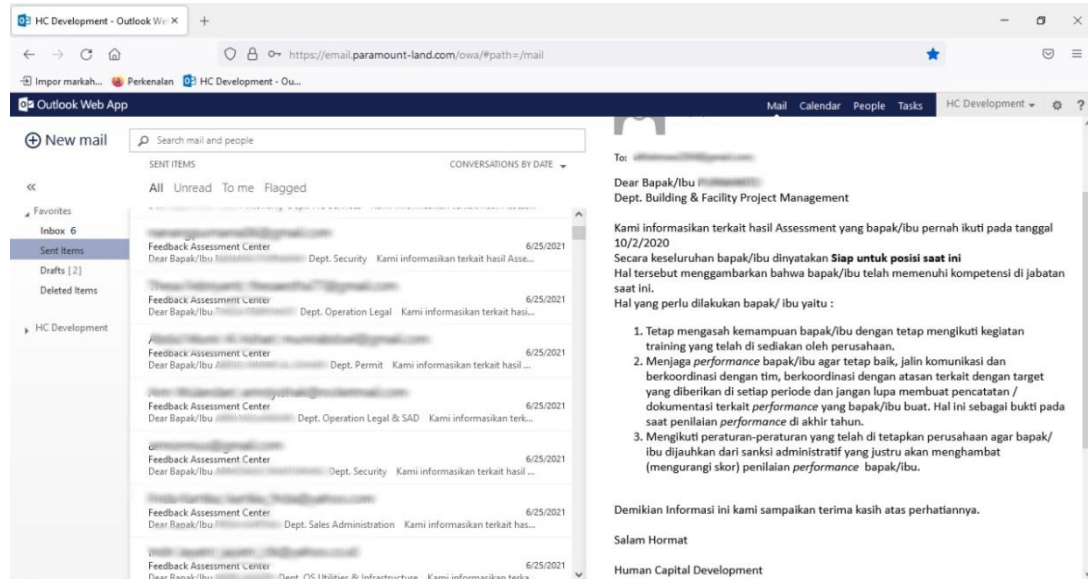 HC Development - Outlook We
https://email.paramount-land.com/owa/#path=/mail
Impor markah...
Perkenalan
HC Development - Ou...
Outlook Web App
Mail Calendar People Tasks HC Development ?
New mail
Search mail and people
SENT ITEMS CONVERSATIONS BY DATE
All Unread To me Flagged
Favorites
Inbox 6
Sent Items
Drafts [2]
Deleted Items
HC Development
Feedback Assessment Center 6/25/2021
Dear Bapak/Ibu Dept. Security Kami informasikan terkait hasil Asse...
Feedback Assessment Center 6/25/2021
Dear Bapak/Ibu Dept. Operation Legal Kami informasikan terkait hasi...
Feedback Assessment Center 6/25/2021
Dear Bapak/Ibu Dept. Permit Kami informasikan terkait hasil ...
Feedback Assessment Center 6/25/2021
Dear Bapak/Ibu Dept. Operation Legal & SAD Kami informasikan terk...
Feedback Assessment Center 6/25/2021
Dear Bapak/Ibu Dept. Security Kami informasikan terkait hasil ...
Feedback Assessment Center 6/25/2021
Dear Bapak/Ibu Dept. Sales Administration Kami informasikan terkait has...
Feedback Assessment Center 6/25/2021
Dear Bapak/Ibu Dept. OS Utilities & Infrastructure Kami informasikan terka...
To:
Dear Bapak/Ibu
Dept. Building & Facility Project Management
Kami informasikan terkait hasil Assessment yang bapak/ibu pernah ikuti pada tanggal
10/2/2020
Secara keseluruhan bapak/ibu dinyatakan Siap untuk posisi saat ini
Hal tersebut menggambarkan bahwa bapak/ibu telah memenuhi kompetensi di jabatan
saat ini.
Hal yang perlu dilakukan bapak/ ibu yaitu :
1. Tetap mengasah kemampuan bapak/ibu dengan tetap mengikuti kegiatan
training yang telah di sediakan oleh perusahaan.
2. Menjaga performance bapak/ibu agar tetap baik, jalin komunikasi dan
berkoordinasi dengan tim, berkoordinasi dengan atasan terkait dengan target
yang diberikan di setiap periode dan jangan lupa membuat pencatatan /
dokumentasi terkait performance yang bapak/ibu buat. Hal ini sebagai bukti pada
saat penilaian performance di akhir tahun.
3. Mengikuti peraturan-peraturan yang telah di tetapkan perusahaan agar bapak/
ibu dijauhkan dari sanksi administratif yang justru akan menghambat
(mengurangi skor) penilaian performance bapak/ibu.
Demikian Informasi ini kami sampaikan terima kasih atas perhatiannya.
Salam Hormat
Human Capital Development